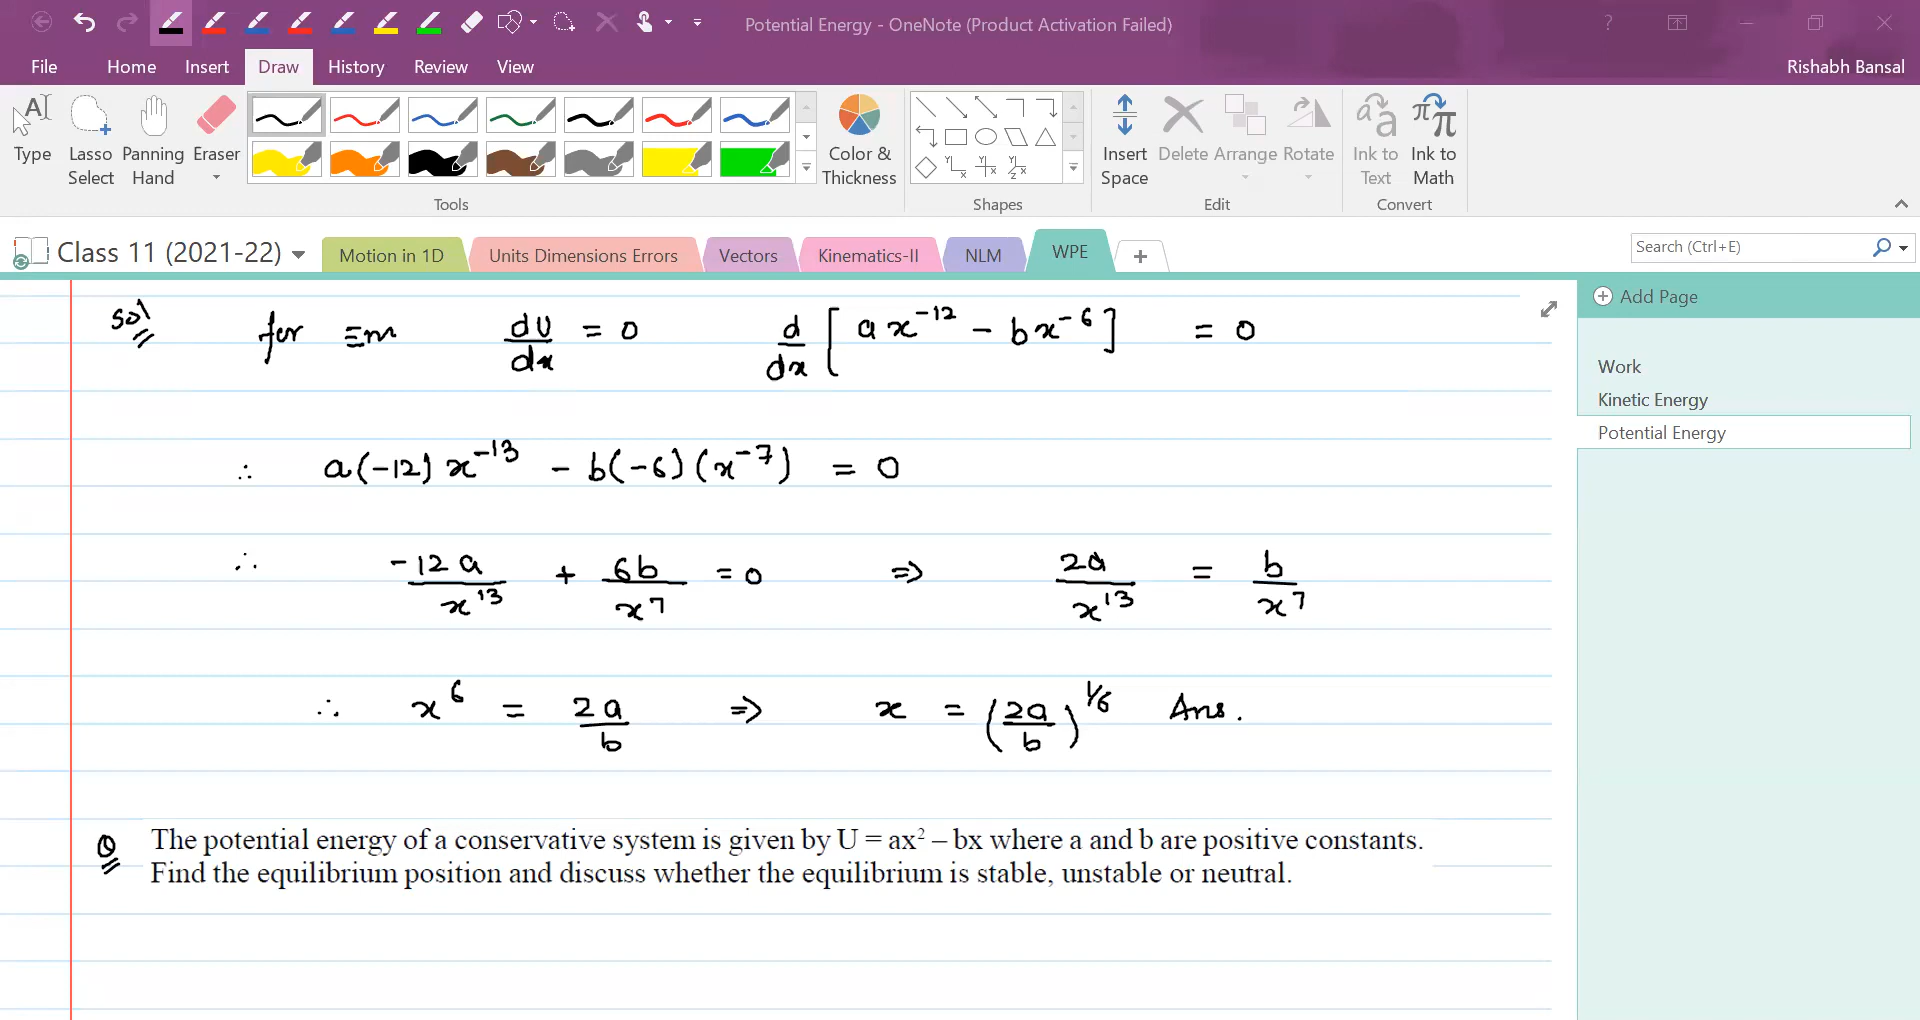 Potential Energy - OneNote (Product Activation Failed)
?
File Home Insert Draw History Review View
Rishabh Bansal
Type
Lasso Select
Panning Hand
Eraser
Color & Thickness
Insert Space
Delete
Arrange
Rotate
Ink to Text
Ink to Math
Tools Shapes Edit Convert
Class 11 (2021-22) Motion in 1D Units Dimensions Errors Vectors Kinematics-II NLM WPE +
Search (Ctrl+E)
Add Page
Work
Kinetic Energy
Potential Energy
Sol for Eqm dU/dx = 0 d/dx [ax⁻¹² − bx⁻⁶] = 0
∴ a(−12)x⁻¹³ − b(−6)(x⁻⁷) = 0
∴ −12a/x¹³ + 6b/x⁷ = 0 ⇒ 2a/x¹³ = b/x⁷
∴ x⁶ = 2a/b ⇒ x = (2a/b)^1/6 Ans.
Q The potential energy of a conservative system is given by U = ax² – bx where a and b are positive constants.
Find the equilibrium position and discuss whether the equilibrium is stable, unstable or neutral.